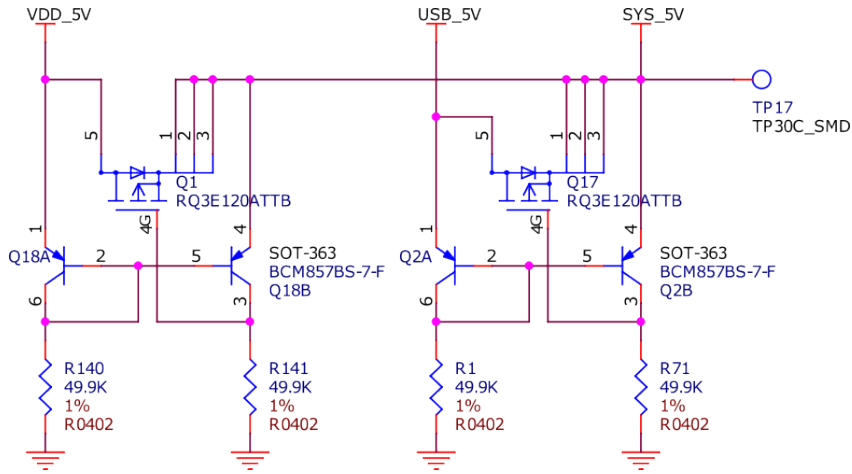 VDD_5V
USB_5V
SYS_5V
TP17
TP30C_SMD
5
1
2
3
Q1
RQ3E120ATTB
4G
5
1
2
3
Q17
RQ3E120ATTB
4G
1
Q18A
2
6
5
4
3
SOT-363
BCM857BS-7-F
Q18B
1
Q2A
2
6
5
4
3
SOT-363
BCM857BS-7-F
Q2B
R140
49.9K
1%
R0402
R141
49.9K
1%
R0402
R1
49.9K
1%
R0402
R71
49.9K
1%
R0402